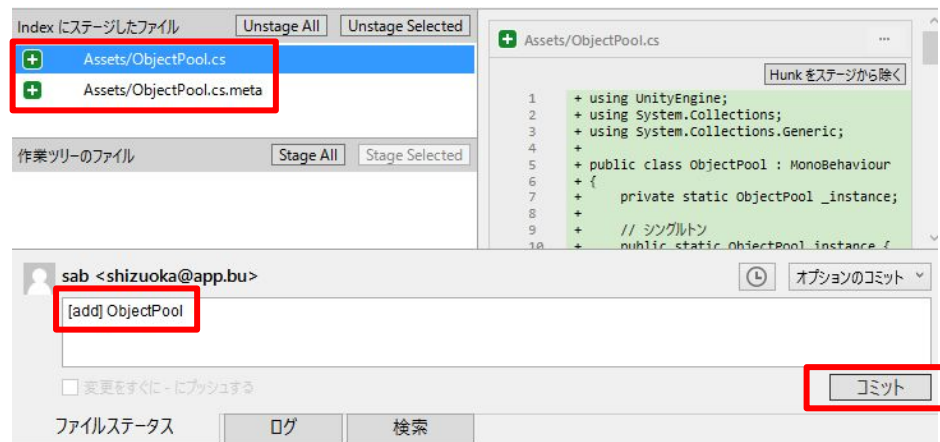 Index にステージしたファイル Unstage All Unstage Selected
Assets/ObjectPool.cs
Assets/ObjectPool.cs.meta
作業ツリーのファイル Stage All Stage Selected
Assets/ObjectPool.cs ...
Hunk をステージから除く
1 + using UnityEngine;
2 + using System.Collections;
3 + using System.Collections.Generic;
4 +
5 + public class ObjectPool : MonoBehaviour
6 + {
7 + private static ObjectPool _instance;
8 +
9 + // シングルトン
10 + public static ObjectPool instance {
sab <shizuoka@app.bu> オプションのコミット
[add] ObjectPool
変更をすぐに - にプッシュする コミット
ファイルステータス ログ 検索